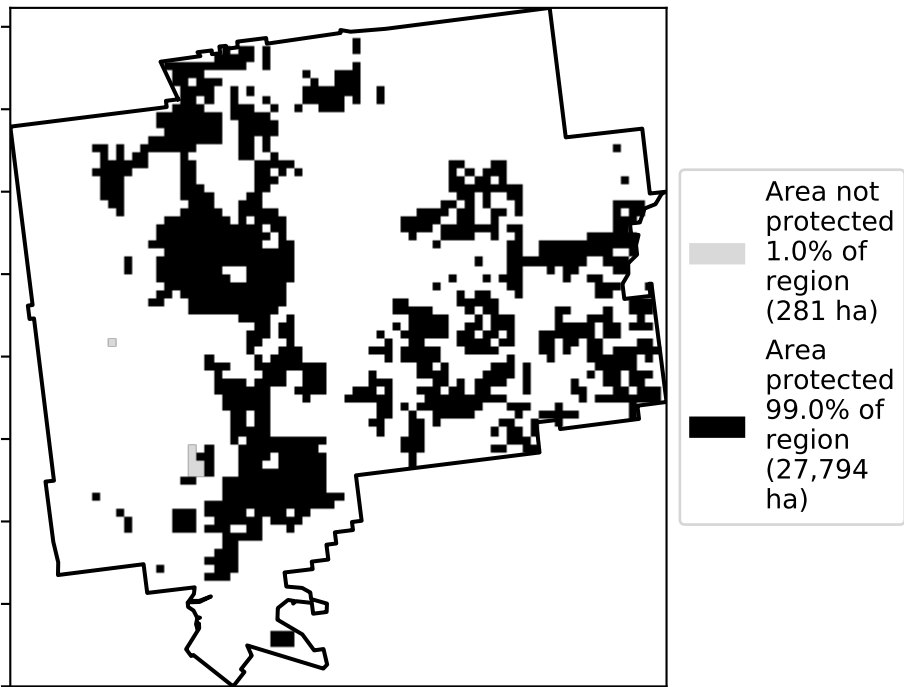 Area not
protected
1.0% of
region
(281 ha)
Area
protected
99.0% of
region
(27,794
ha)